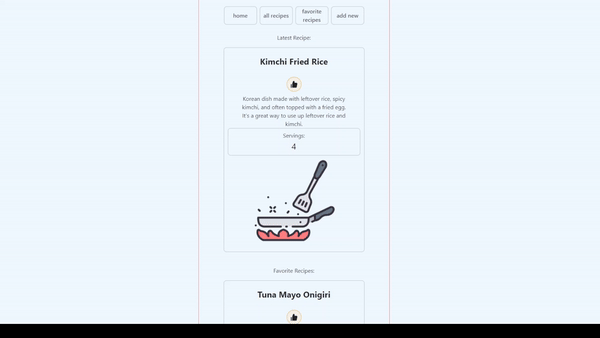 home
all recipes
favorite
recipes
add new
Latest Recipe:
Kimchi Fried Rice
Korean dish made with leftover rice, spicy
kimchi, and often topped with a fried egg.
It's a great way to use up leftover rice and
kimchi.
Servings:
4
Favorite Recipes:
Tuna Mayo Onigiri